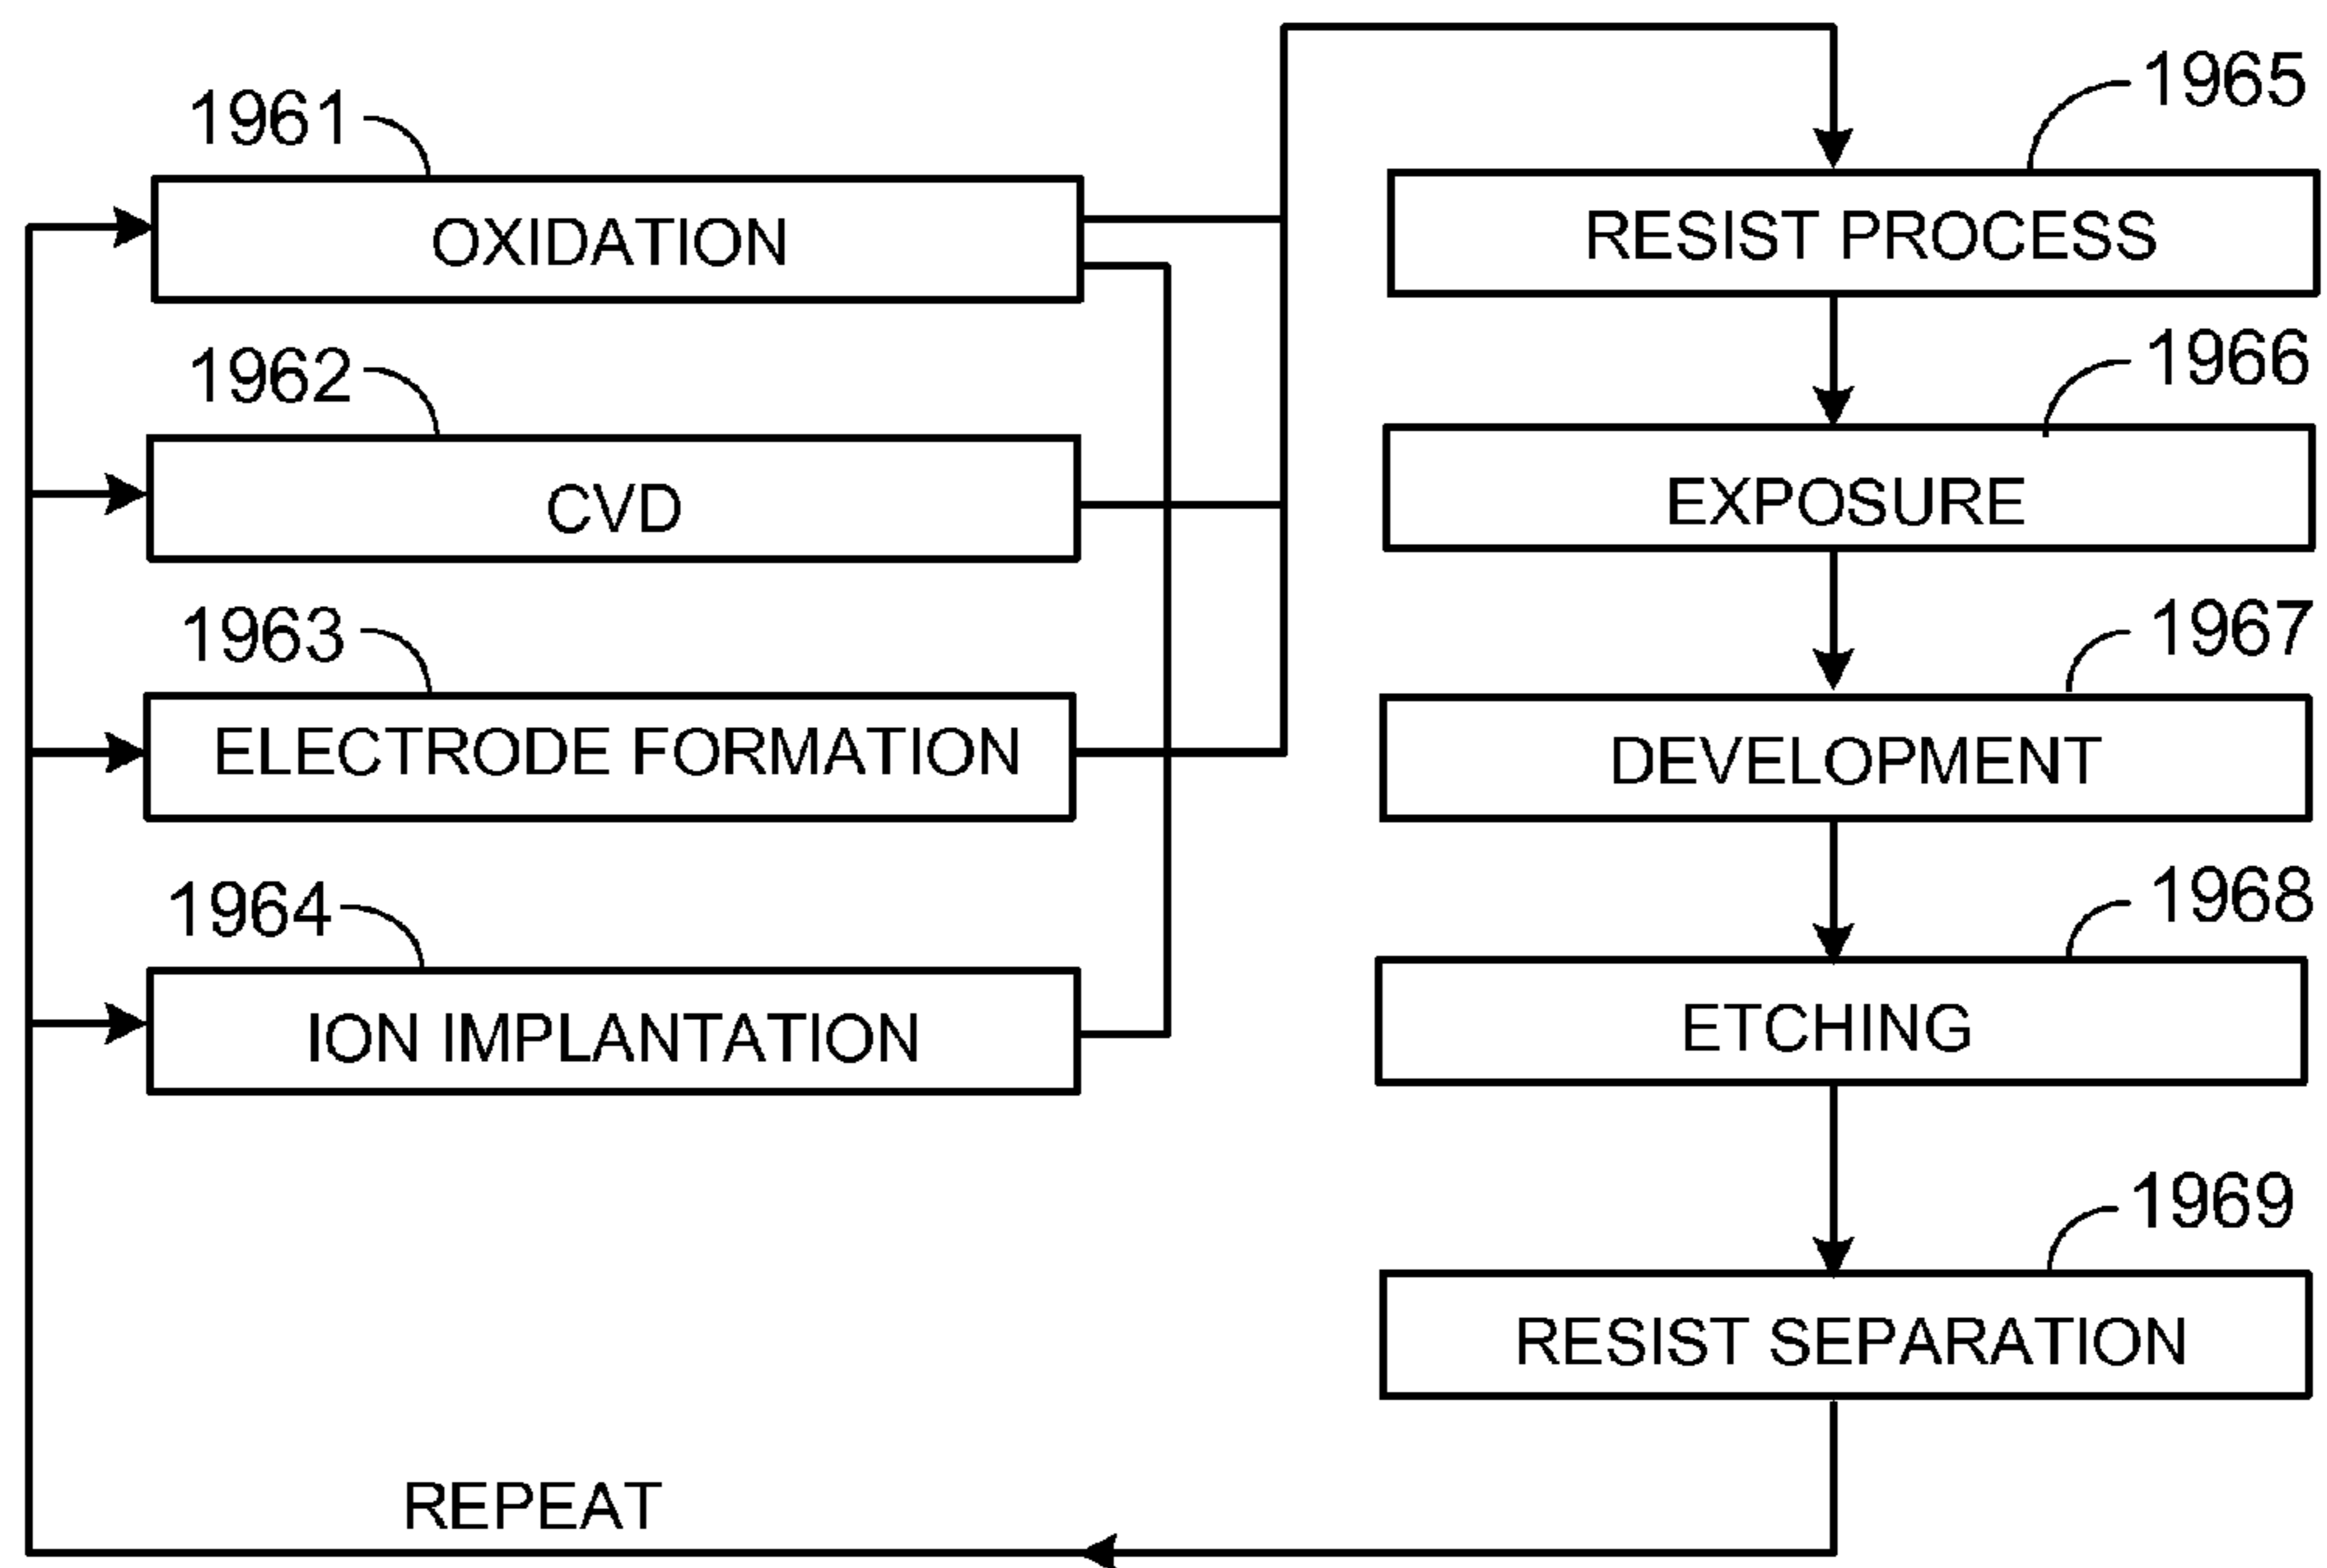 1961
OXIDATION
1962
CVD
1963
ELECTRODE FORMATION
1964
ION IMPLANTATION
1965
RESIST PROCESS
1966
EXPOSURE
1967
DEVELOPMENT
1968
ETCHING
1969
RESIST SEPARATION
REPEAT